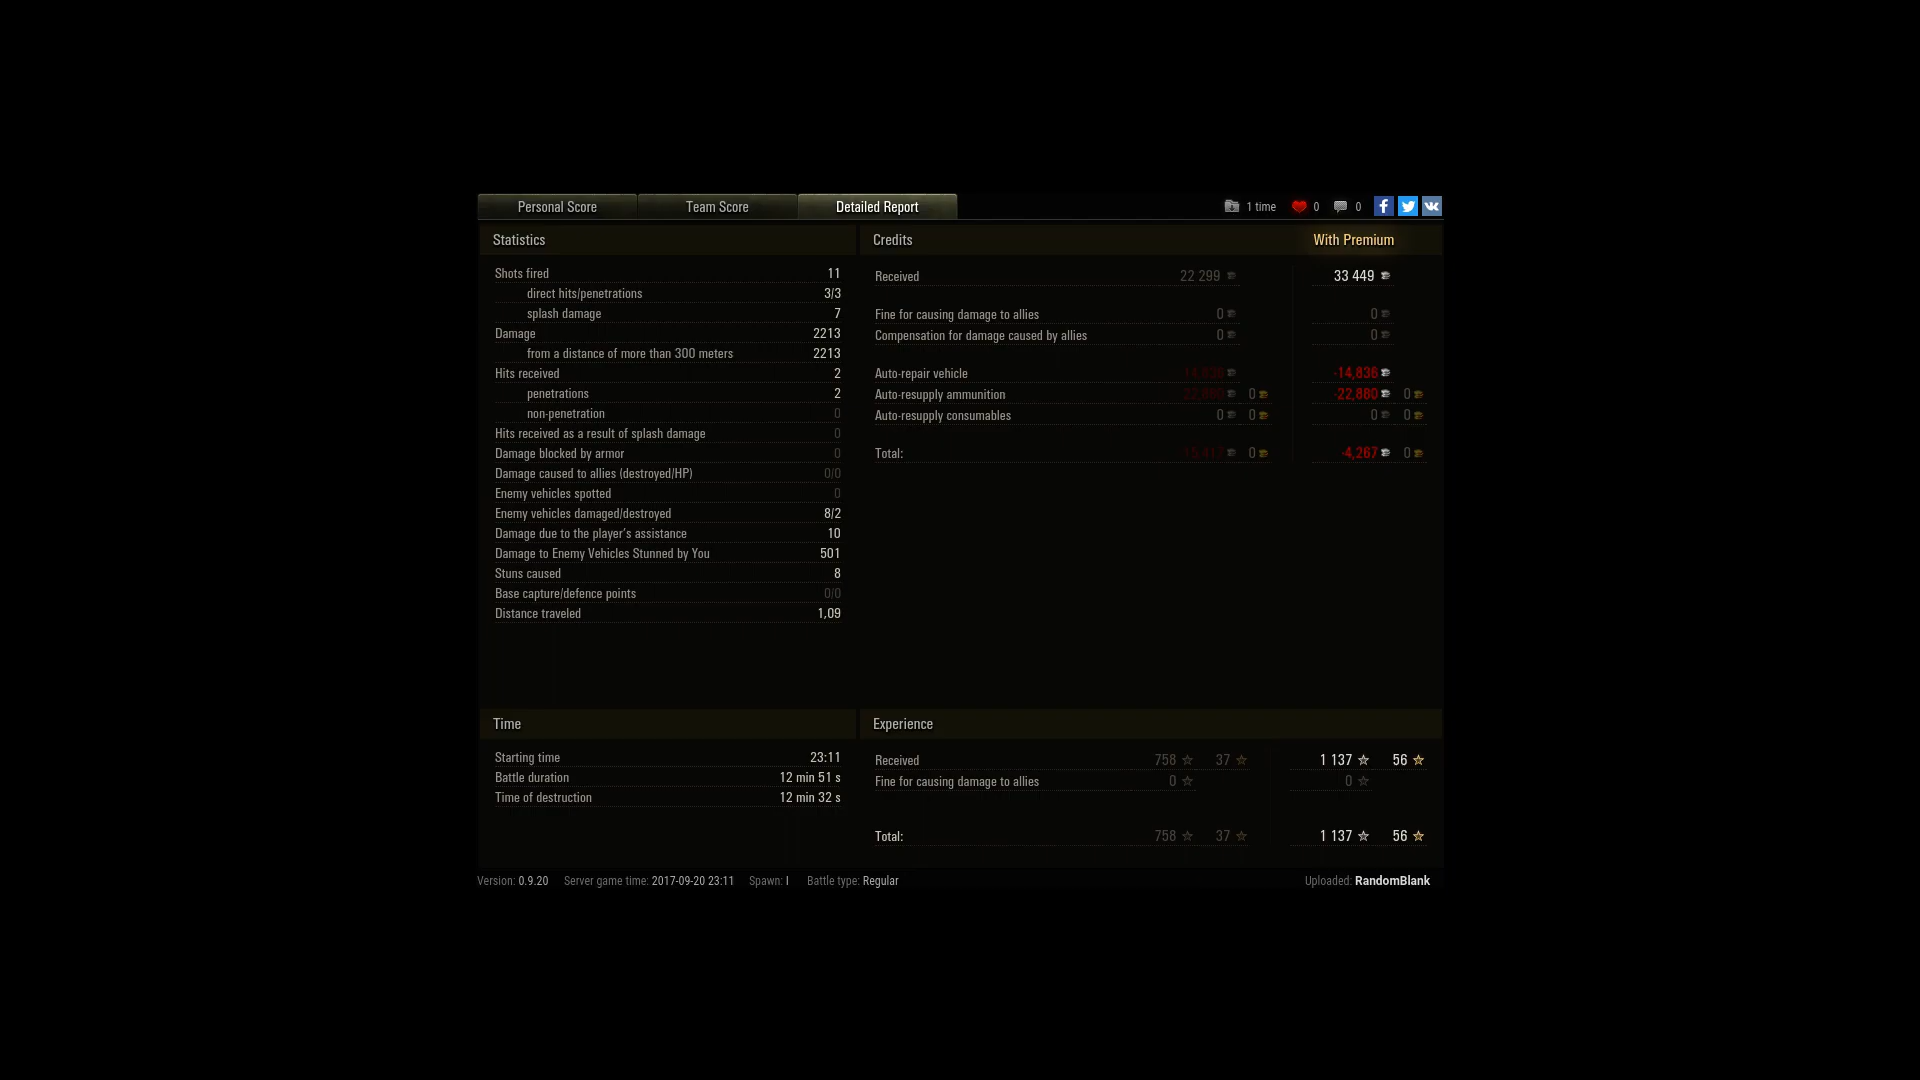 Personal Score Team Score Detailed Report 1 time 0 0
Statistics
Shots fired 11
direct hits/penetrations 3/3
splash damage 7
Damage 2213
from a distance of more than 300 meters 2213
Hits received 2
penetrations 2
non-penetration 0
Hits received as a result of splash damage 0
Damage blocked by armor 0
Damage caused to allies (destroyed/HP) 0/0
Enemy vehicles spotted 0
Enemy vehicles damaged/destroyed 8/2
Damage due to the player's assistance 10
Damage to Enemy Vehicles Stunned by You 501
Stuns caused 8
Base capture/defence points 0/0
Distance traveled 1,09
Credits With Premium
Received 22 299 33 449
Fine for causing damage to allies 0 0
Compensation for damage caused by allies 0 0
Auto-repair vehicle -14,836
Auto-resupply ammunition 0 -22,880 0
Auto-resupply consumables 0 0 0 0
Total: 0 -4,267 0
Time
Starting time 23:11
Battle duration 12 min 51 s
Time of destruction 12 min 32 s
Experience
Received 758 37 1 137 56
Fine for causing damage to allies 0 0
Total: 758 37 1 137 56
Version: 0.9.20 Server game time: 2017-09-20 23:11 Spawn: I Battle type: Regular Uploaded: RandomBlank